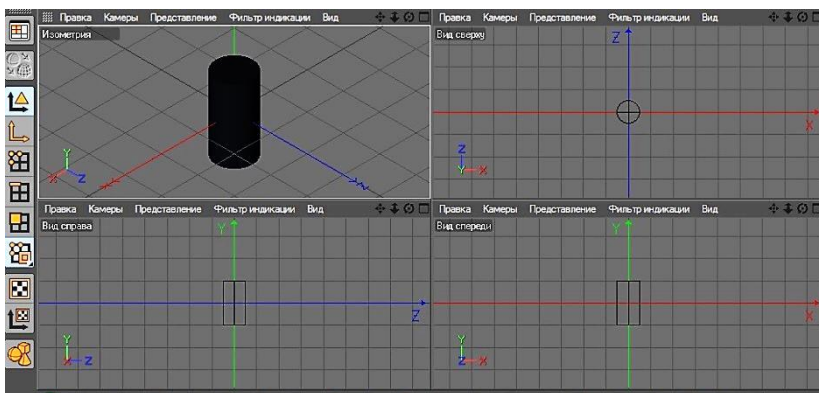 Правка Камеры Представление Фильтр индикации Вид
Изометрия
Y
X Z
Правка Камеры Представление Фильтр индикации Вид
Вид сверху
Z
X
Z
Y X
Правка Камеры Представление Фильтр индикации Вид
Вид справа
Y
Z
Y
X Z
Правка Камеры Представление Фильтр индикации Вид
Вид спереди
Y
X
Y
Z X